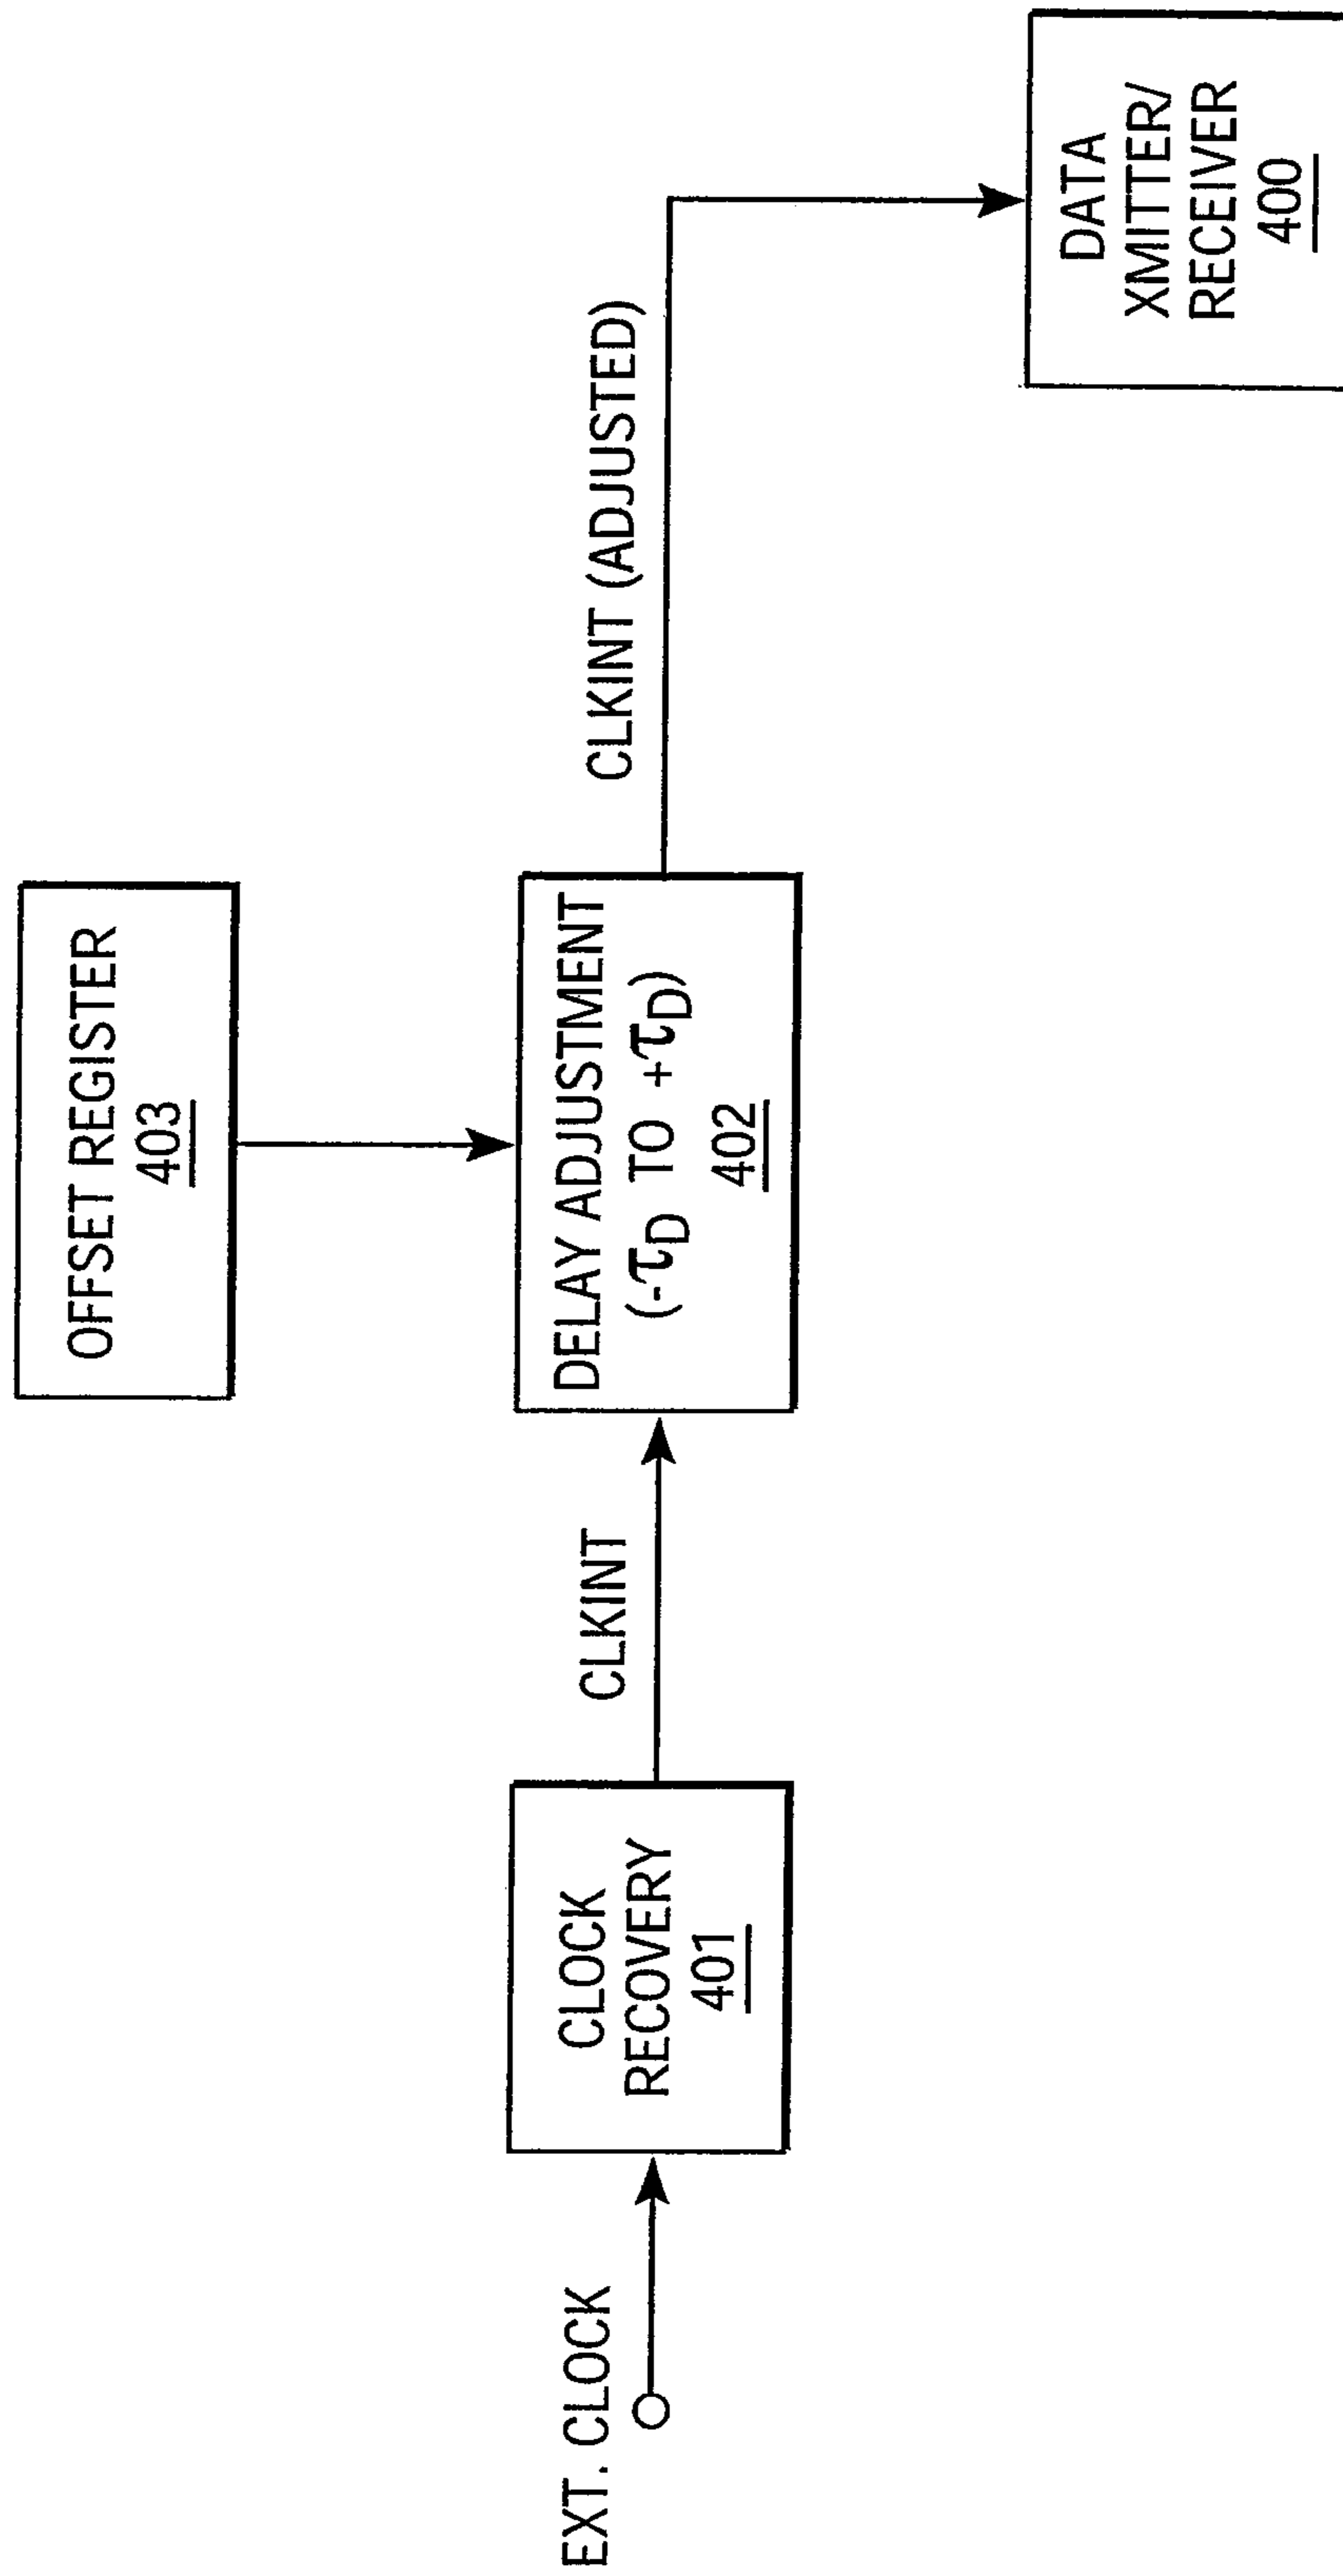 OFFSET REGISTER
403
EXT. CLOCK
CLOCK
RECOVERY
401
CLKINT
DELAY ADJUSTMENT
(-τD TO +τD)
402
CLKINT (ADJUSTED)
DATA
XMITTER/
RECEIVER
400